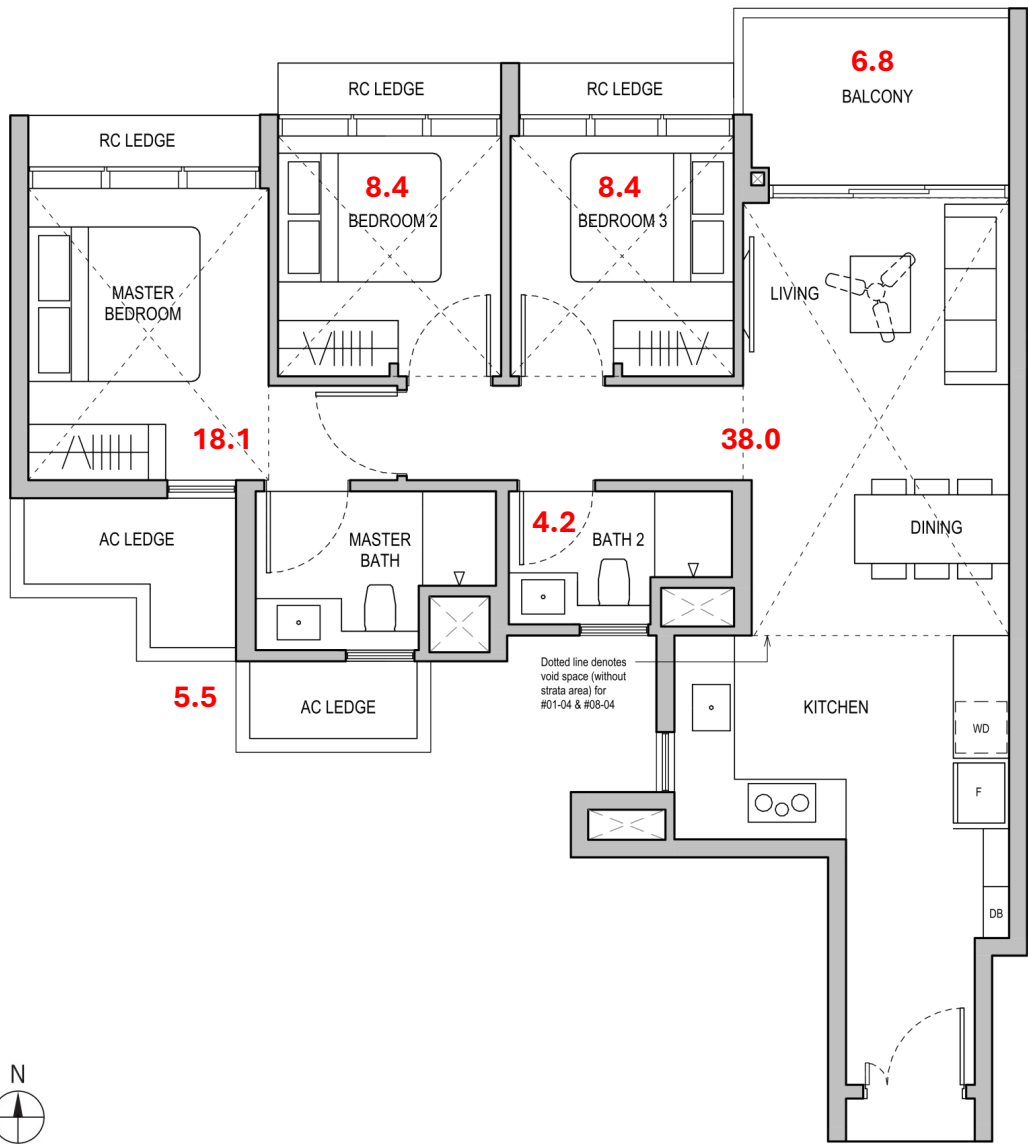 6.8
BALCONY
RC LEDGE
RC LEDGE
RC LEDGE
8.4
BEDROOM 2
8.4
BEDROOM 3
MASTER
BEDROOM
LIVING
18.1
38.0
AC LEDGE
MASTER
BATH
4.2
BATH 2
DINING
5.5
AC LEDGE
Dotted line denotes
void space (without
strata area) for
#01-04 & #08-04
KITCHEN
WD
F
DB
N